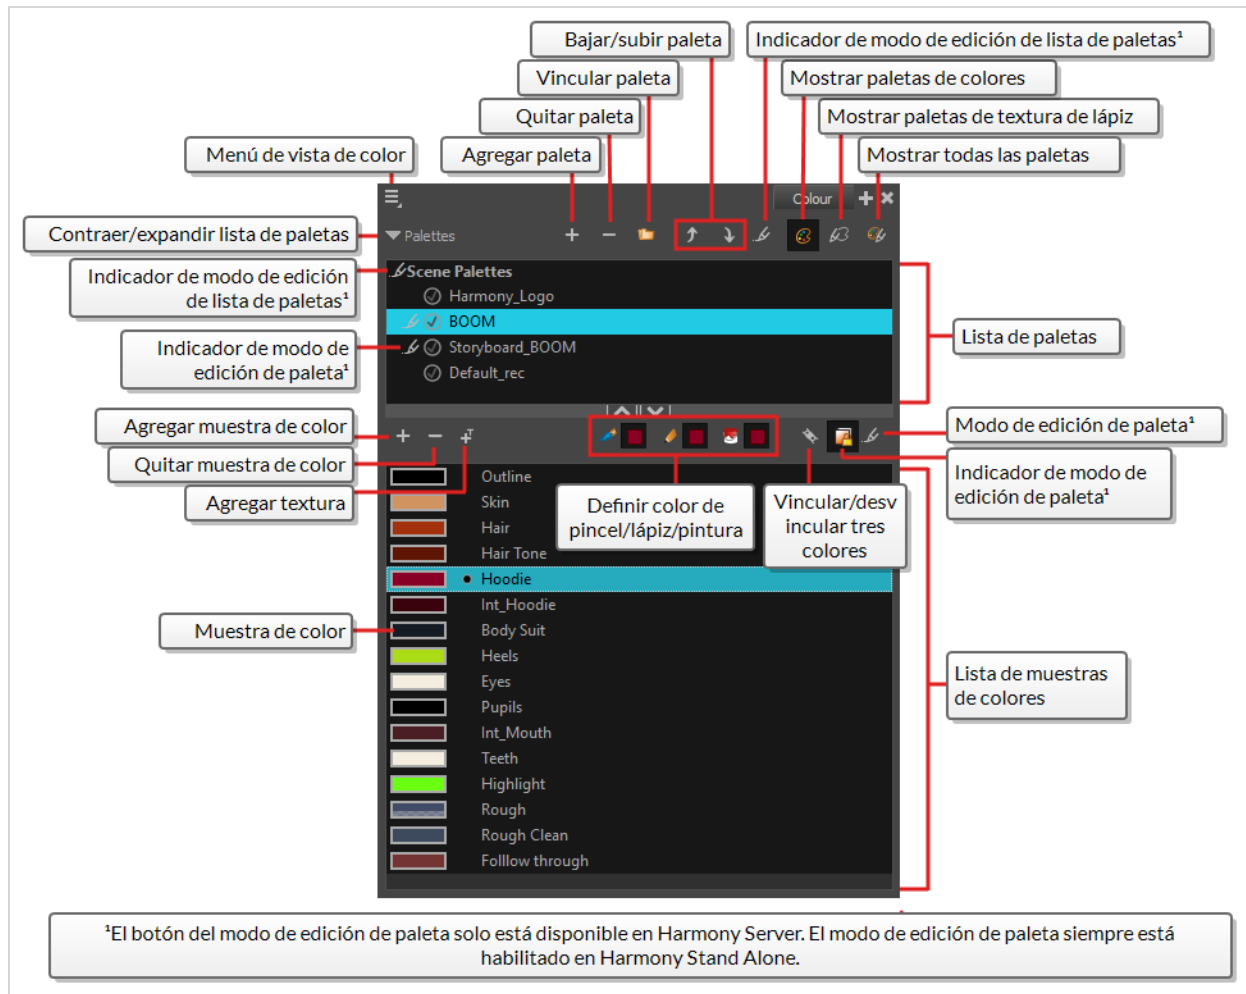 Bajar/subir paleta
Indicador de modo de edición de lista de paletas¹
Vincular paleta
Mostrar paletas de colores
Quitar paleta
Mostrar paletas de textura de lápiz
Menú de vista de color
Agregar paleta
Mostrar todas las paletas
Colour
Contraer/expandir lista de paletas
Palettes
Indicador de modo de edición
de lista de paletas¹
Scene Palettes
Harmony_Logo
BOOM
Lista de paletas
Indicador de modo de
edición de paleta¹
Storyboard_BOOM
Default_rec
Agregar muestra de color
Modo de edición de paleta¹
Quitar muestra de color
Indicador de modo de
edición de paleta¹
Agregar textura
Definir color de
pincel/lápiz/pintura
Vincular/desv
incular tres
colores
Outline
Skin
Hair
Hair Tone
Hoodie
Int_Hoodie
Muestra de color
Body Suit
Heels
Eyes
Lista de muestras
de colores
Pupils
Int_Mouth
Teeth
Highlight
Rough
Rough Clean
Folllow through
¹El botón del modo de edición de paleta solo está disponible en Harmony Server. El modo de edición de paleta siempre está
habilitado en Harmony Stand Alone.